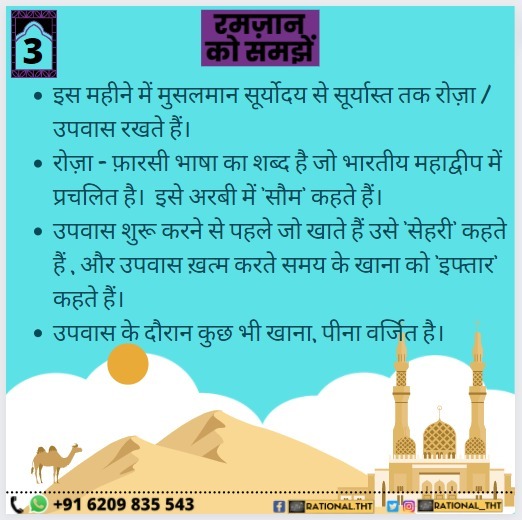 3
रमज़ान
को समझें
• इस महीने में मुसलमान सूर्योदय से सूर्यास्त तक रोज़ा /
उपवास रखते हैं।
• रोज़ा - फ़ारसी भाषा का शब्द है जो भारतीय महाद्वीप में
प्रचलित है। इसे अरबी में 'सौम' कहते हैं।
• उपवास शुरू करने से पहले जो खाते हैं उसे 'सेहरी' कहते
हैं , और उपवास ख़त्म करते समय के खाना को 'इफ्तार'
कहते हैं।
• उपवास के दौरान कुछ भी खाना, पीना वर्जित है।
+91 6209 835 543
RATIONAL.THT
RATIONAL_THT